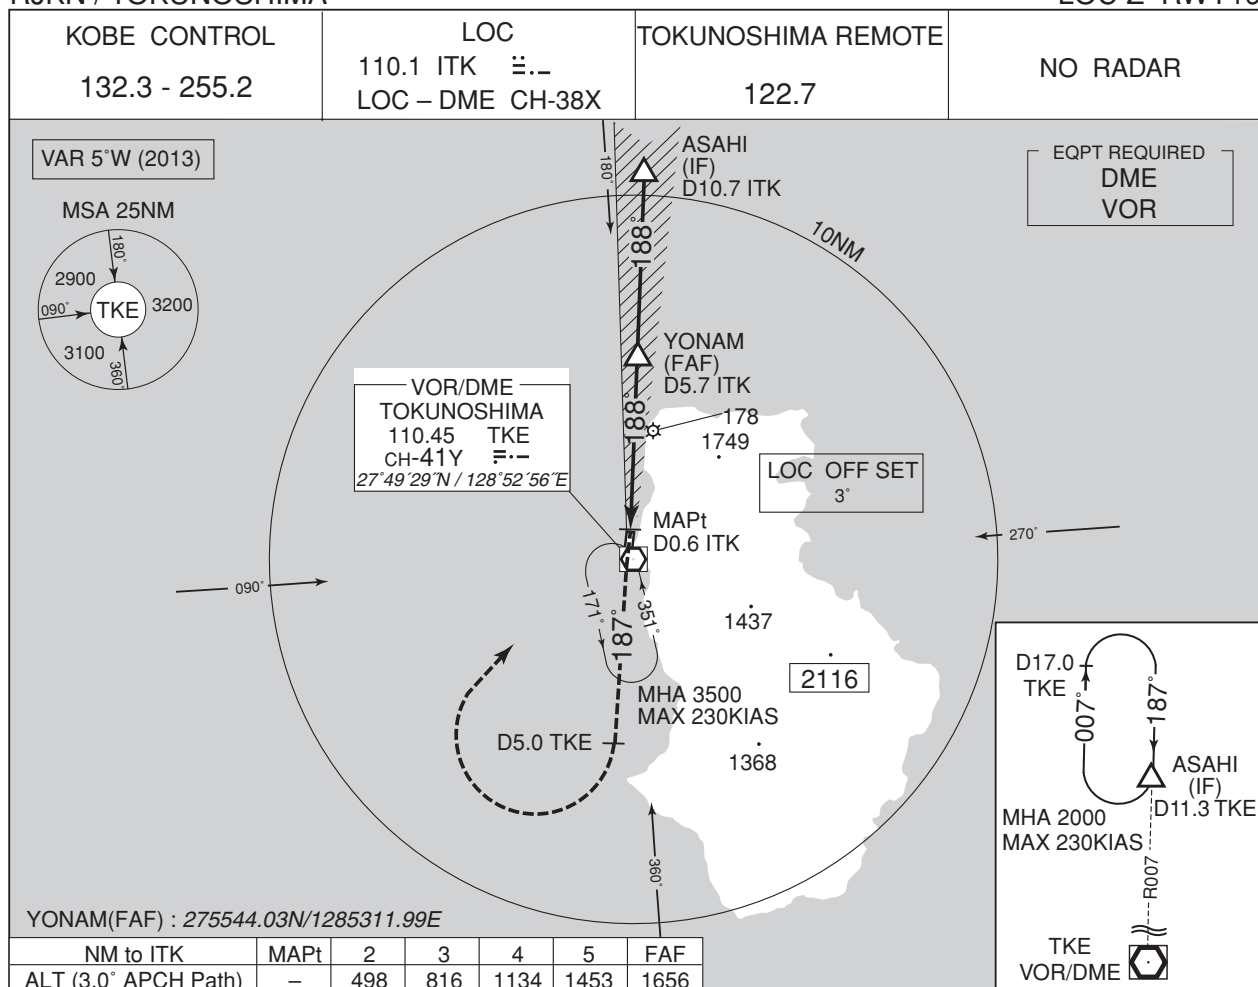 RJKN / TOKUNOSHIMA
KOBE CONTROL
132.3 - 255.2
LOC
110.1 ITK
LOC – DME CH-38X
TOKUNOSHIMA REMOTE
122.7
NO RADAR
VAR 5°W (2013)
MSA 25NM
180°
2900
090°
TKE
3200
3100
360°
180°
ASAHI
(IF)
D10.7 ITK
EQPT REQUIRED
DME
VOR
188°
10NM
YONAM
(FAF)
D5.7 ITK
188°
VOR/DME
TOKUNOSHIMA
110.45 TKE
CH-41Y
27°49´29˝N / 128°52´56˝E
178
1749
LOC OFF SET
3°
MAPt
D0.6 ITK
270°
090°
171°
187°
351°
1437
2116
MHA 3500
MAX 230KIAS
D5.0 TKE
1368
360°
D17.0
TKE
007°
187°
ASAHI
(IF)
D11.3 TKE
MHA 2000
MAX 230KIAS
R007
TKE
VOR/DME
YONAM(FAF) : 275544.03N/1285311.99E
NM to ITK MAPt 2 3 4 5 FAF
ALT (3.0° APCH Path) – 498 816 1134 1453 1656